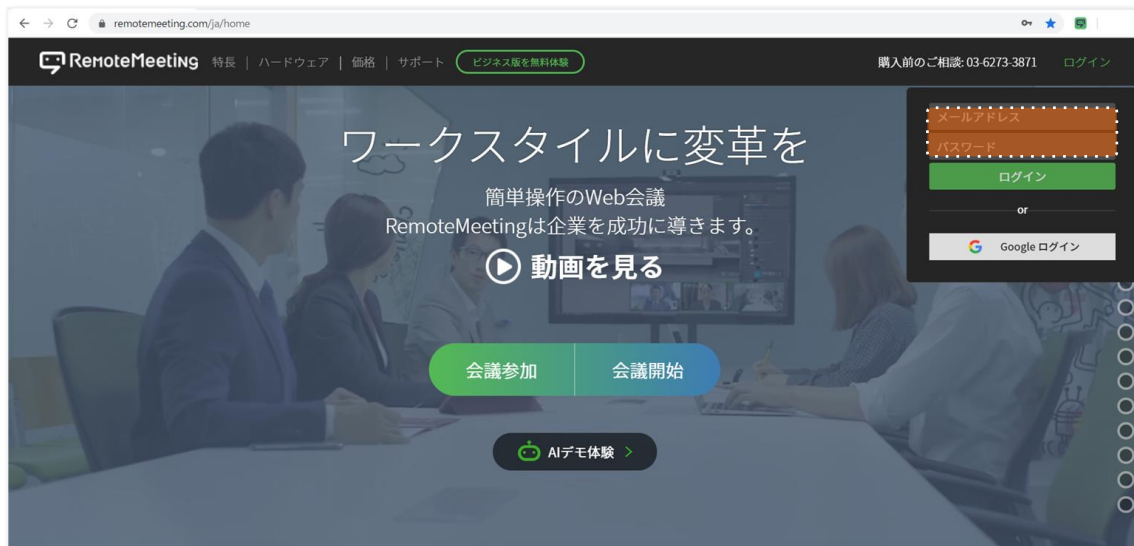 remotemeeting.com/ja/home
RemoteMeeting 特長 | ハードウェア | 価格 | サポート ビジネス版を無料体験 購入前のご相談: 03-6273-3871 ログイン
メールアドレス
パスワード
ログイン
or
Google ログイン
ワークスタイルに変革を
簡単操作のWeb会議
RemoteMeetingは企業を成功に導きます。
動画を見る
会議参加 会議開始
AIデモ体験 >